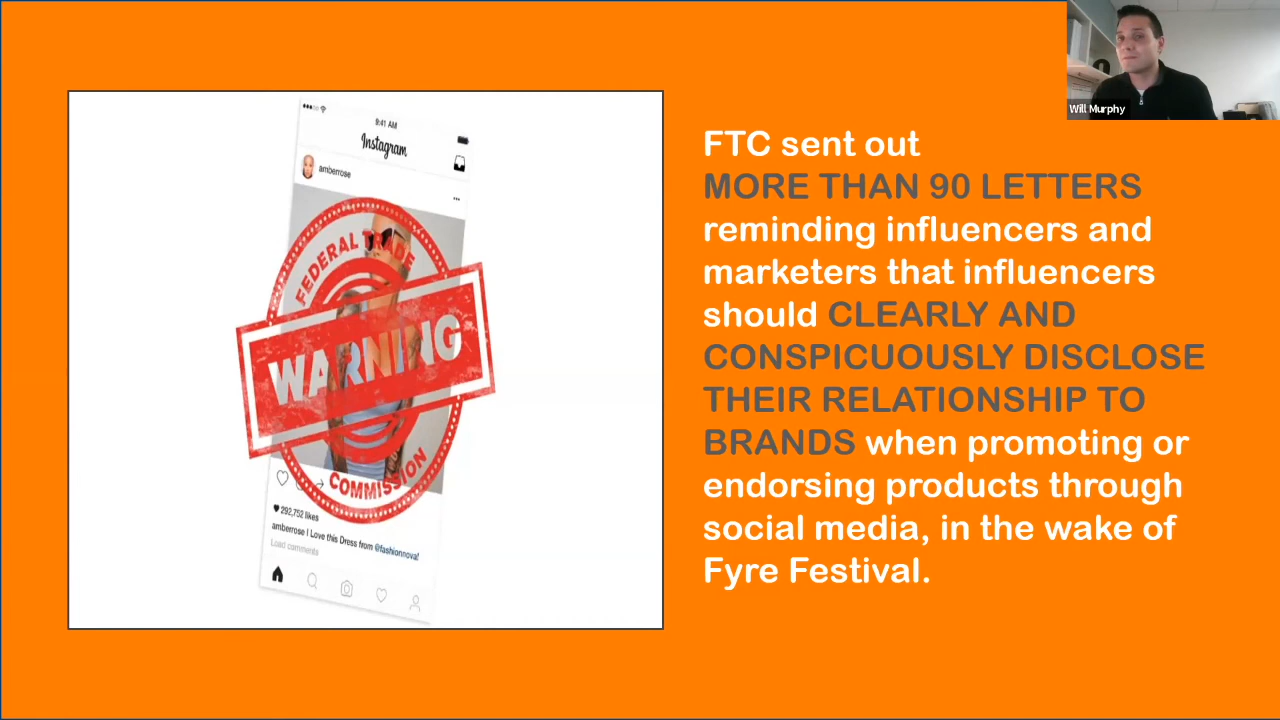 Will Murphy
9:41 AM
Instagram
amberrose
FEDERAL TRADE
WARNING
COMMISSION
292,752 likes
amberrose I Love this Dress from @fashionnova!
Load comments
FTC sent out
MORE THAN 90 LETTERS
reminding influencers and
marketers that influencers
should CLEARLY AND
CONSPICUOUSLY DISCLOSE
THEIR RELATIONSHIP TO
BRANDS when promoting or
endorsing products through
social media, in the wake of
Fyre Festival.